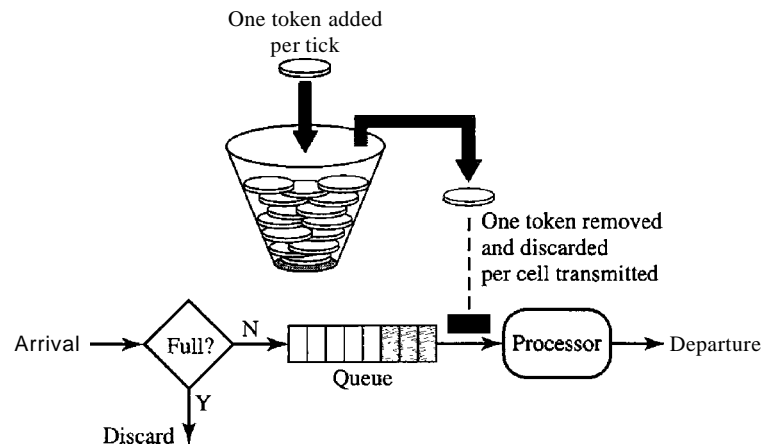 One token added
per tick
One token removed
and discarded
per cell transmitted
Arrival
Full?
N
Queue
Processor
Departure
Y
Discard